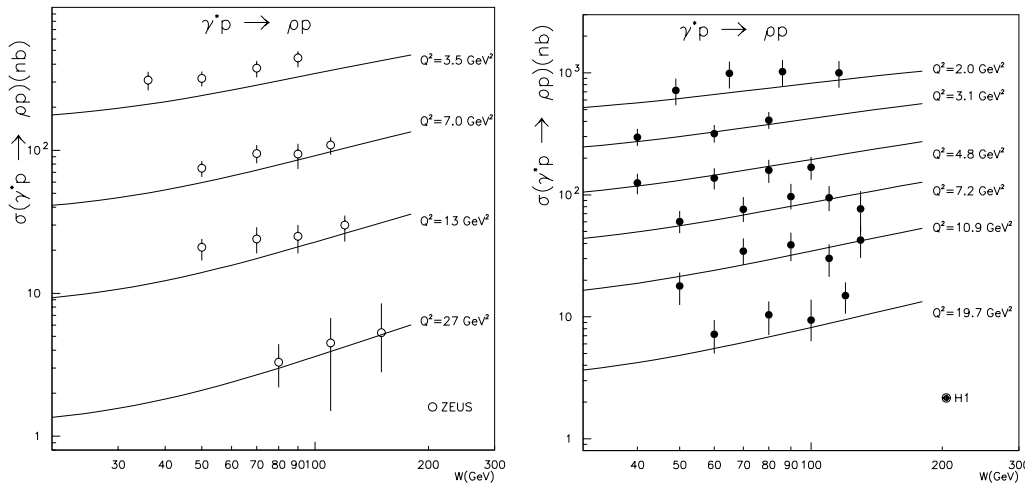 γ*p → ρp
σ(γ*p → ρp)(nb)
Q²=3.5 GeV²
Q²=7.0 GeV²
10²
Q²=13 GeV²
10
Q²=27 GeV²
ZEUS
1
30 40 50 60 70 80 90 100 200 300
W(GeV)
γ*p → ρp
σ(γ*p → ρp)(nb)
10³
Q²=2.0 GeV²
Q²=3.1 GeV²
Q²=4.8 GeV²
10²
Q²=7.2 GeV²
Q²=10.9 GeV²
10
Q²=19.7 GeV²
H1
1
40 50 60 70 80 90 100 200 300
W(GeV)